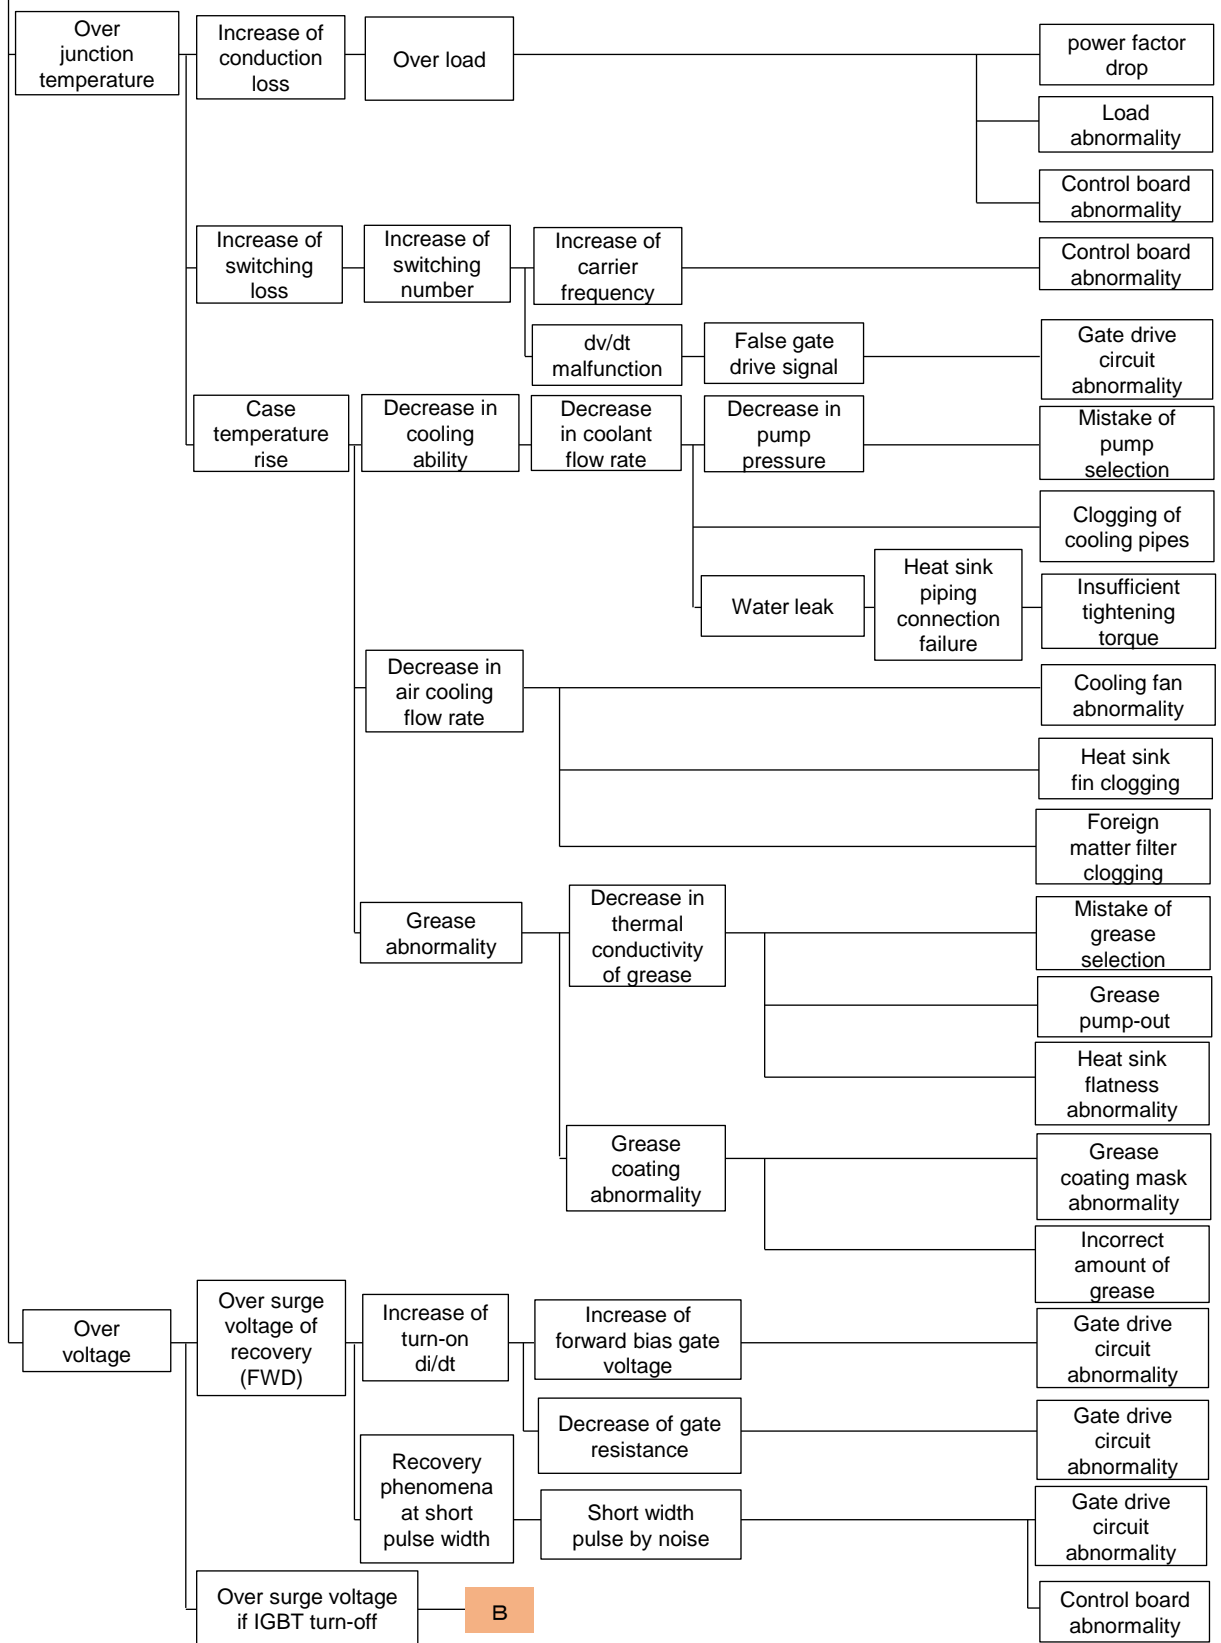 Over
junction
temperature
Increase of
conduction
loss
Over load
power factor
drop
Load
abnormality
Control board
abnormality
Increase of
switching
loss
Increase of
switching
number
Increase of
carrier
frequency
Control board
abnormality
dv/dt
malfunction
False gate
drive signal
Gate drive
circuit
abnormality
Case
temperature
rise
Decrease in
cooling
ability
Decrease
in coolant
flow rate
Decrease in
pump
pressure
Mistake of
pump
selection
Clogging of
cooling pipes
Water leak
Heat sink
piping
connection
failure
Insufficient
tightening
torque
Decrease in
air cooling
flow rate
Cooling fan
abnormality
Heat sink
fin clogging
Foreign
matter filter
clogging
Grease
abnormality
Decrease in
thermal
conductivity
of grease
Mistake of
grease
selection
Grease
pump-out
Heat sink
flatness
abnormality
Grease
coating
abnormality
Grease
coating mask
abnormality
Incorrect
amount of
grease
Over
voltage
Over surge
voltage of
recovery
(FWD)
Increase of
turn-on
di/dt
Increase of
forward bias gate
voltage
Gate drive
circuit
abnormality
Decrease of gate
resistance
Gate drive
circuit
abnormality
Recovery
phenomena
at short
pulse width
Short width
pulse by noise
Gate drive
circuit
abnormality
Control board
abnormality
Over surge voltage
if IGBT turn-off
B